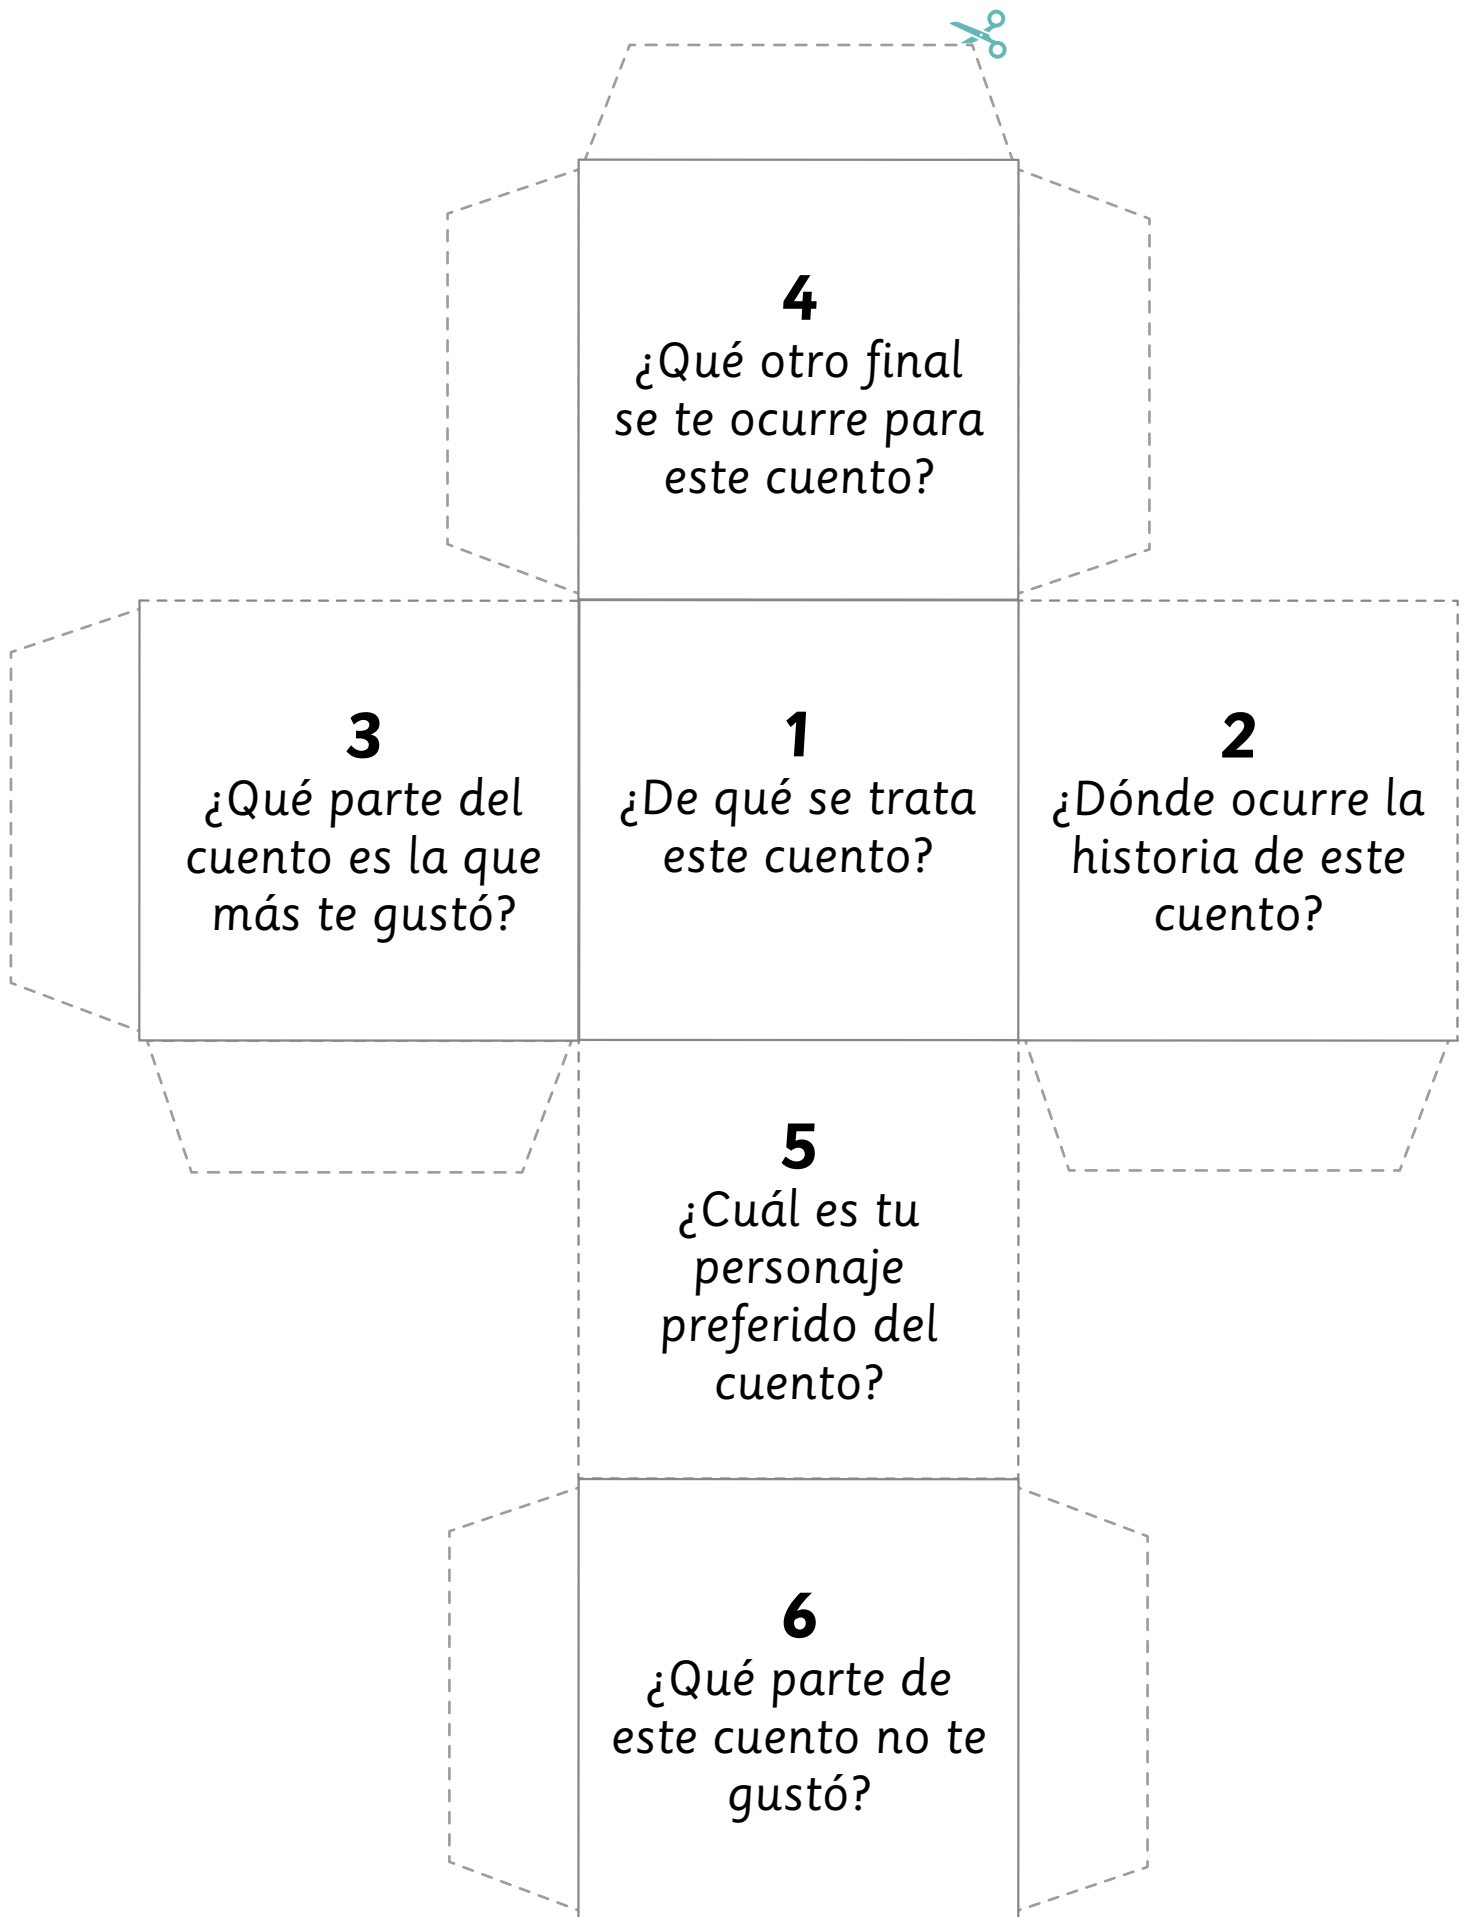 4
¿Qué otro final
se te ocurre para
este cuento?
3
¿Qué parte del
cuento es la que
más te gustó?
1
¿De qué se trata
este cuento?
2
¿Dónde ocurre la
historia de este
cuento?
5
¿Cuál es tu
personaje
preferido del
cuento?
6
¿Qué parte de
este cuento no te
gustó?